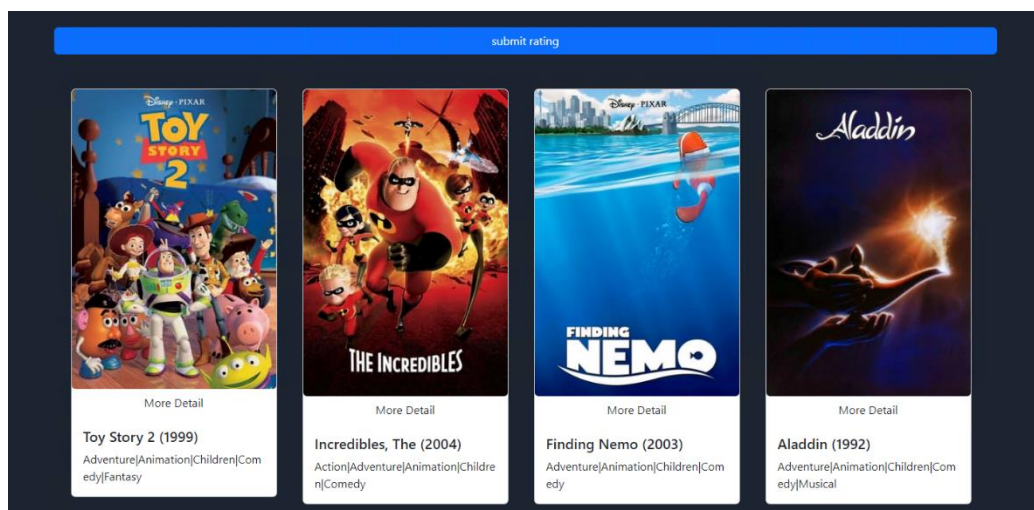 submit rating
Disney · PIXAR
TOY
STORY
2
More Detail
Toy Story 2 (1999)
Adventure|Animation|Children|Com
edy|Fantasy
THE INCREDIBLES
More Detail
Incredibles, The (2004)
Action|Adventure|Animation|Childre
n|Comedy
Disney · PIXAR
FINDING
NEMO
More Detail
Finding Nemo (2003)
Adventure|Animation|Children|Com
edy
Aladdin
More Detail
Aladdin (1992)
Adventure|Animation|Children|Com
edy|Musical